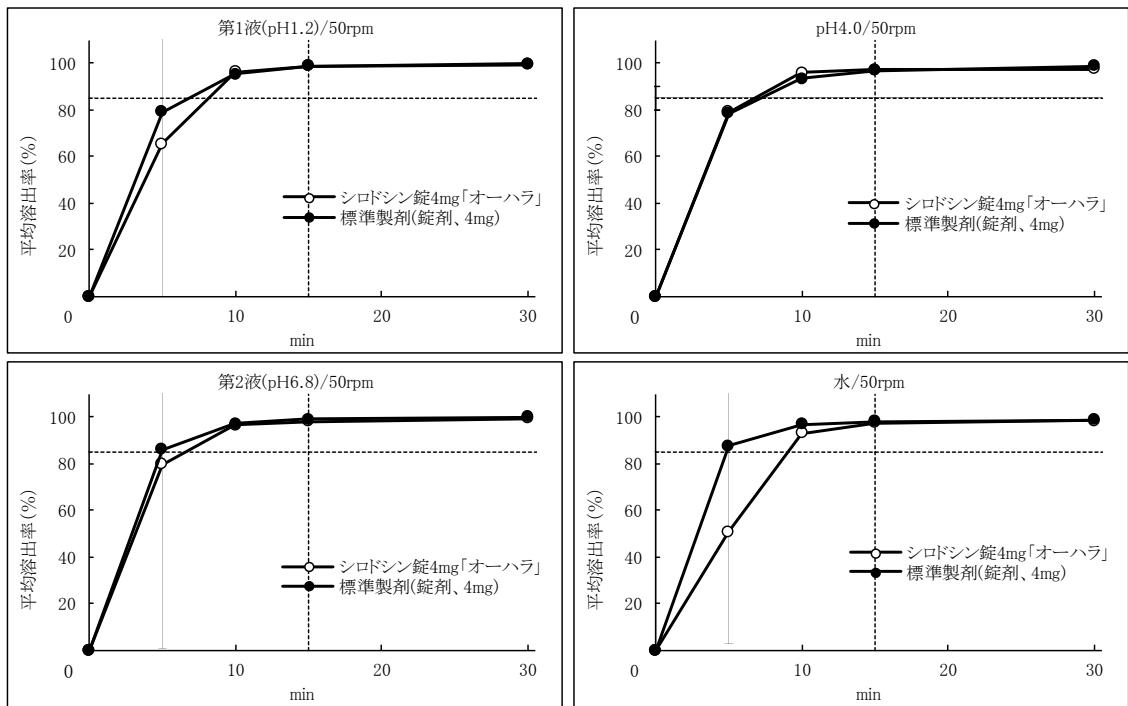 第1液(pH1.2)/50rpm
100
80
60
40
20
0
10
20
30
平均溶出率(%)
min
シロドシン錠4mg「オーハラ」
標準製剤(錠剤、4mg)
pH4.0/50rpm
100
80
60
40
20
0
10
20
30
平均溶出率(%)
min
シロドシン錠4mg「オーハラ」
標準製剤(錠剤、4mg)
第2液(pH6.8)/50rpm
100
80
60
40
20
0
10
20
30
平均溶出率(%)
min
シロドシン錠4mg「オーハラ」
標準製剤(錠剤、4mg)
水/50rpm
100
80
60
40
20
0
10
20
30
平均溶出率(%)
min
シロドシン錠4mg「オーハラ」
標準製剤(錠剤、4mg)